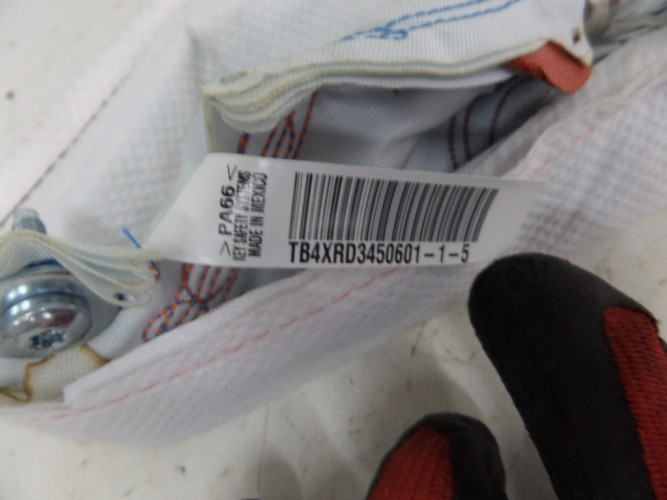 >PA66<
KEY SAFETY SYSTEMS
MADE IN MEXICO
TB4XRD3450601-1-5